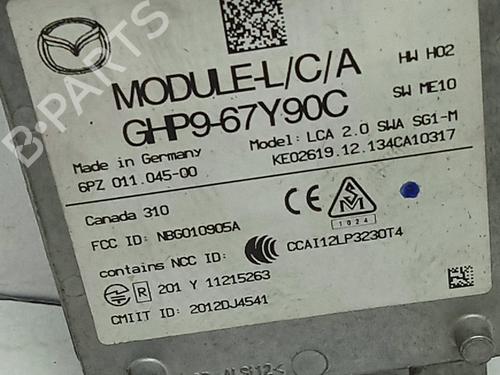 B-PARTS
MODULE-L/C/A
HW H02
GHP9-67Y90C
SW ME10
Made in Germany
Model: LCA 2.0 SWA SG1-M
6PZ 011.045-00
KE02619.12.134CA10317
Canada 310
FCC ID: NBG010905A
CE
1024
contains NCC ID:
CCAI12LP3230T4
R 201 Y 11215263
CMIIT ID: 2012DJ4541